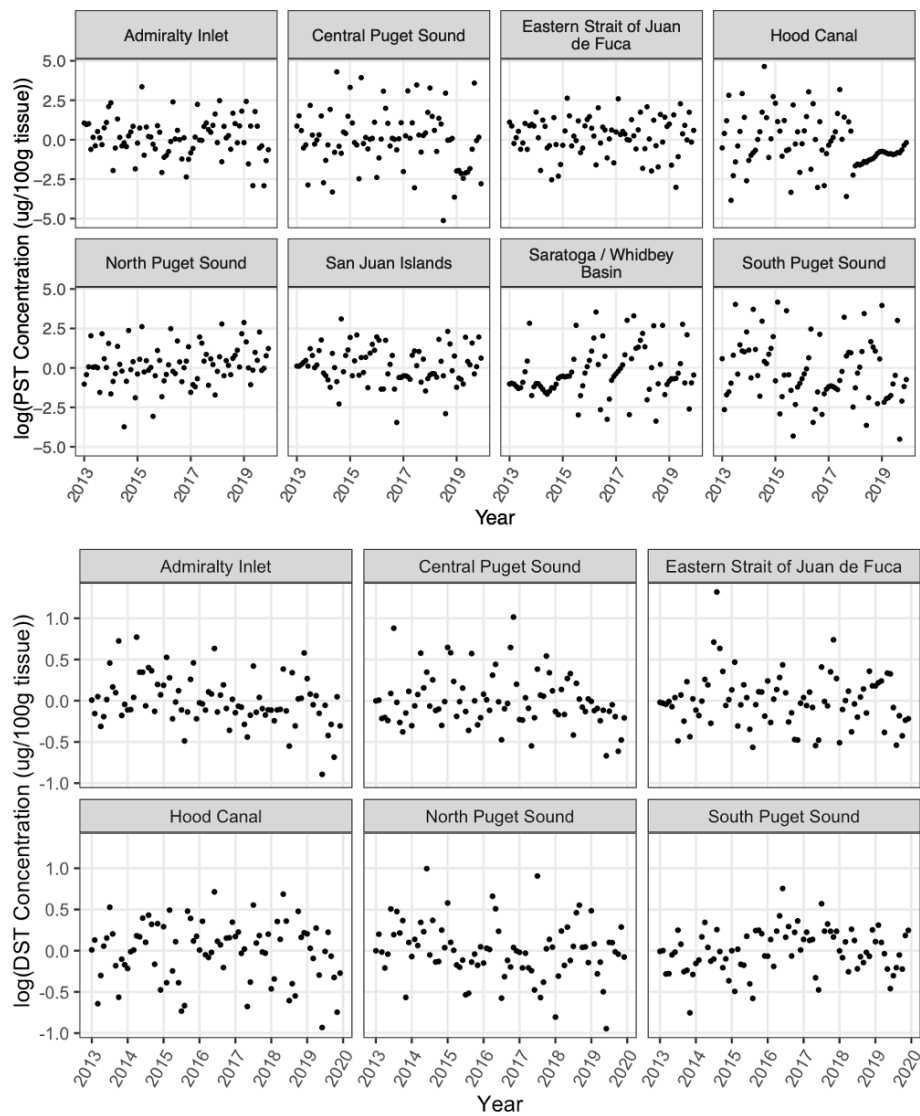 Admiralty Inlet
Central Puget Sound
Eastern Strait of Juan
de Fuca
Hood Canal
5.0
2.5
0.0
−2.5
−5.0
North Puget Sound
San Juan Islands
Saratoga / Whidbey
Basin
South Puget Sound
5.0
2.5
0.0
−2.5
−5.0
log(PST Concentration (ug/100g tissue))
2013 2015 2017 2019
2013 2015 2017 2019
2013 2015 2017 2019
2013 2015 2017 2019
Year
Admiralty Inlet
Central Puget Sound
Eastern Strait of Juan de Fuca
1.0
0.5
0.0
-0.5
-1.0
Hood Canal
North Puget Sound
South Puget Sound
1.0
0.5
0.0
-0.5
-1.0
log(DST Concentration (ug/100g tissue))
2013 2014 2015 2016 2017 2018 2019 2020
2013 2014 2015 2016 2017 2018 2019 2020
2013 2014 2015 2016 2017 2018 2019 2020
Year